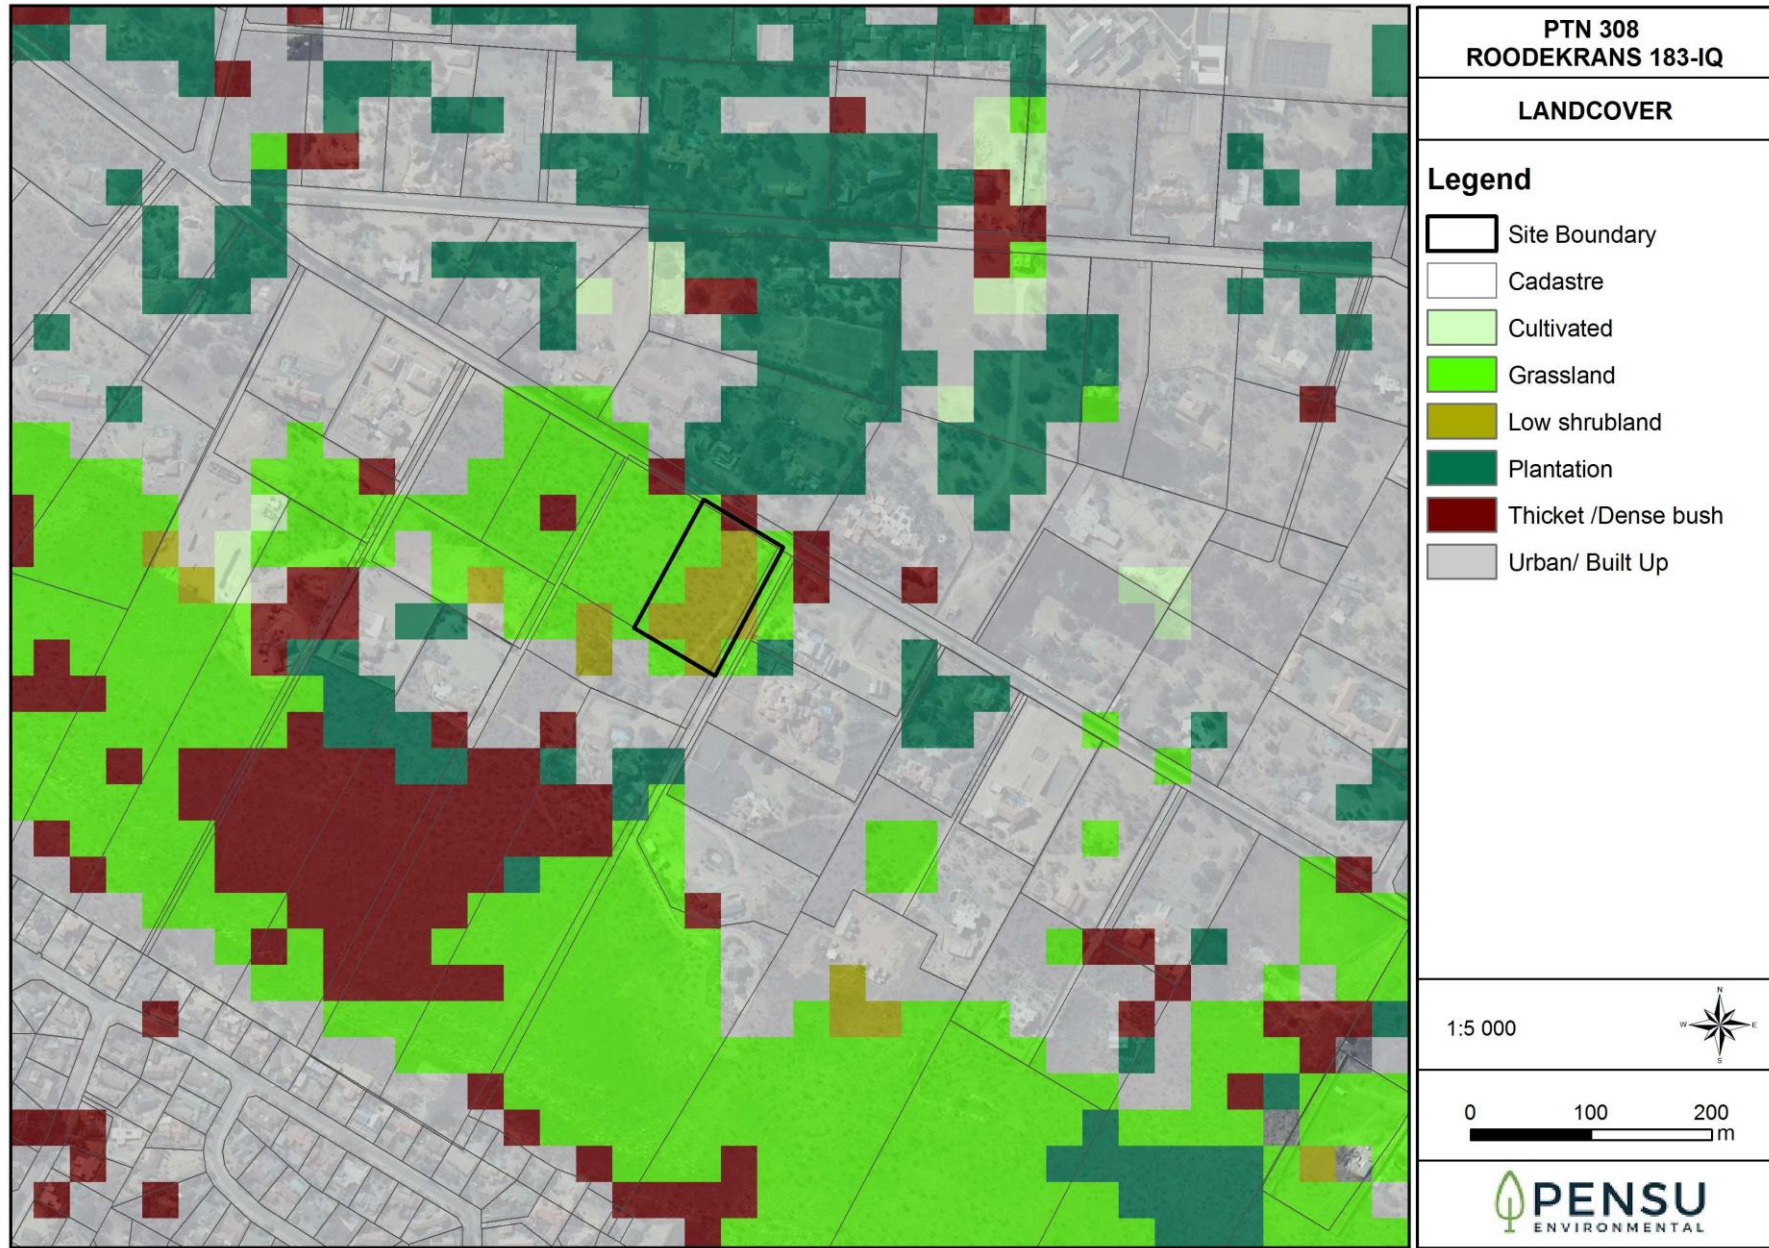 PTN 308
ROODEKRANS 183-IQ
LANDCOVER
Legend
Site Boundary
Cadastre
Cultivated
Grassland
Low shrubland
Plantation
Thicket /Dense bush
Urban/ Built Up
1:5 000
N
W E
S
0 100 200
m
PENSU
ENVIRONMENTAL